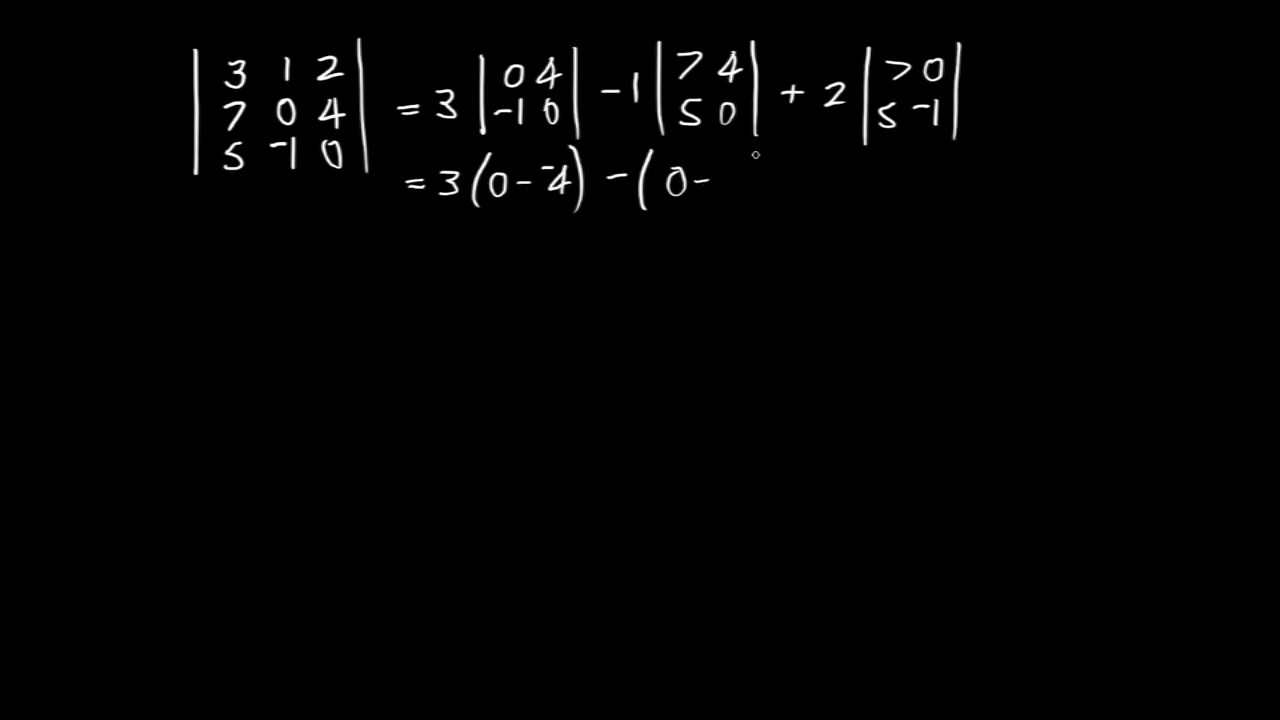 | 3 1 2 | = 3 | 0 4 | - 1 | 7 4 | + 2 | 7 0 |
| 7 0 4 | | -1 0 | | 5 0 | | 5 -1 |
| 5 -1 0 |
= 3 ( 0 - -4 ) - ( 0 -